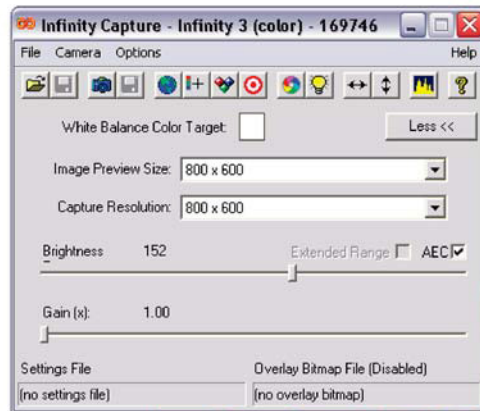 Infinity Capture - Infinity 3 (color) - 169746
File Camera Options Help
White Balance Color Target: Less <<
Image Preview Size: 800 x 600
Capture Resolution: 800 x 600
Brightness 152 Extended Range AEC
Gain (x): 1.00
Settings File Overlay Bitmap File (Disabled)
(no settings file) (no overlay bitmap)